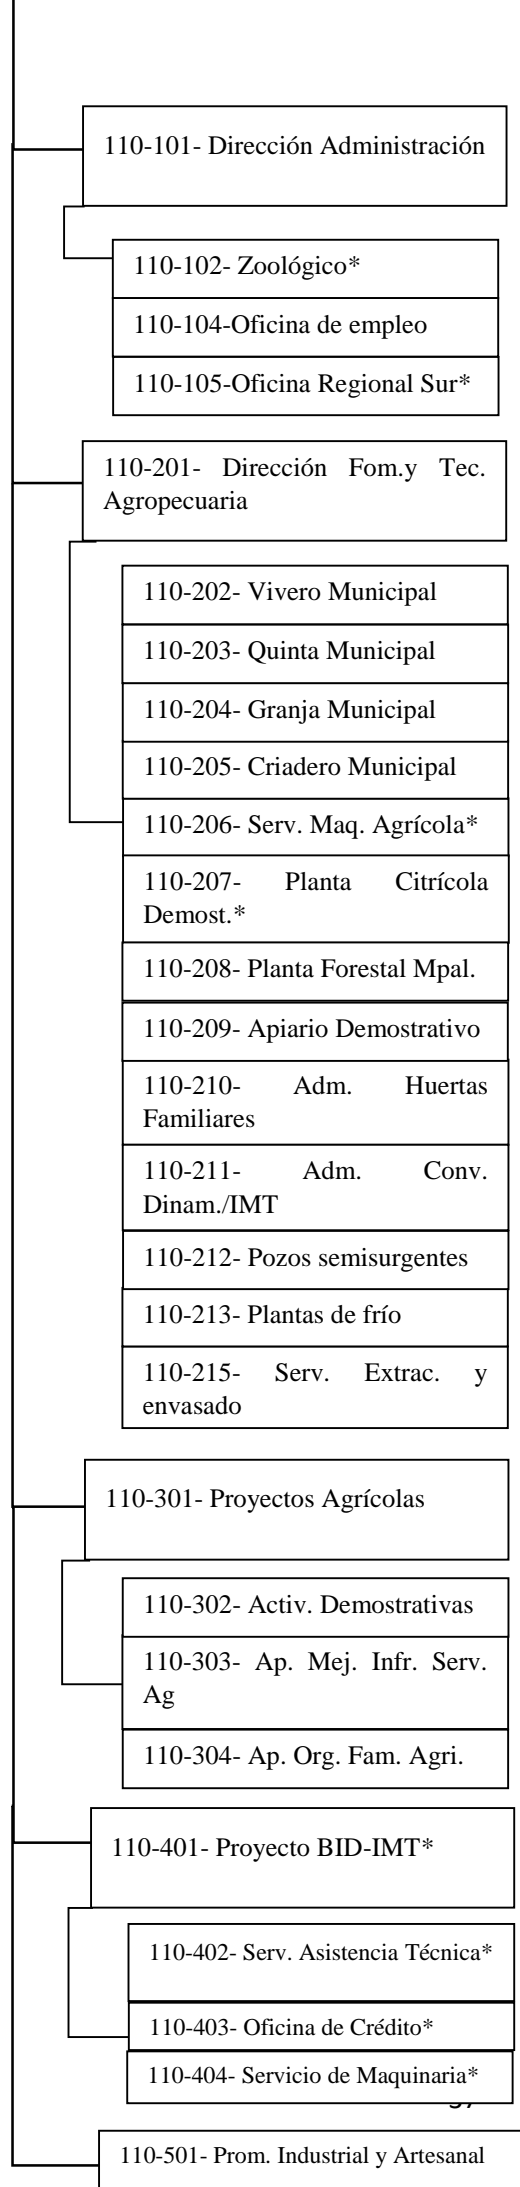 110-101- Dirección Administración
110-102- Zoológico*
110-104-Oficina de empleo
110-105-Oficina Regional Sur*
110-201- Dirección Fom.y Tec.
Agropecuaria
110-202- Vivero Municipal
110-203- Quinta Municipal
110-204- Granja Municipal
110-205- Criadero Municipal
110-206- Serv. Maq. Agrícola*
110-207- Planta Citrícola
Demost.*
110-208- Planta Forestal Mpal.
110-209- Apiario Demostrativo
110-210- Adm. Huertas
Familiares
110-211- Adm. Conv.
Dinam./IMT
110-212- Pozos semisurgentes
110-213- Plantas de frío
110-215- Serv. Extrac. y
envasado
110-301- Proyectos Agrícolas
110-302- Activ. Demostrativas
110-303- Ap. Mej. Infr. Serv.
Ag
110-304- Ap. Org. Fam. Agri.
110-401- Proyecto BID-IMT*
110-402- Serv. Asistencia Técnica*
110-403- Oficina de Crédito*
110-404- Servicio de Maquinaria*
110-501- Prom. Industrial y Artesanal